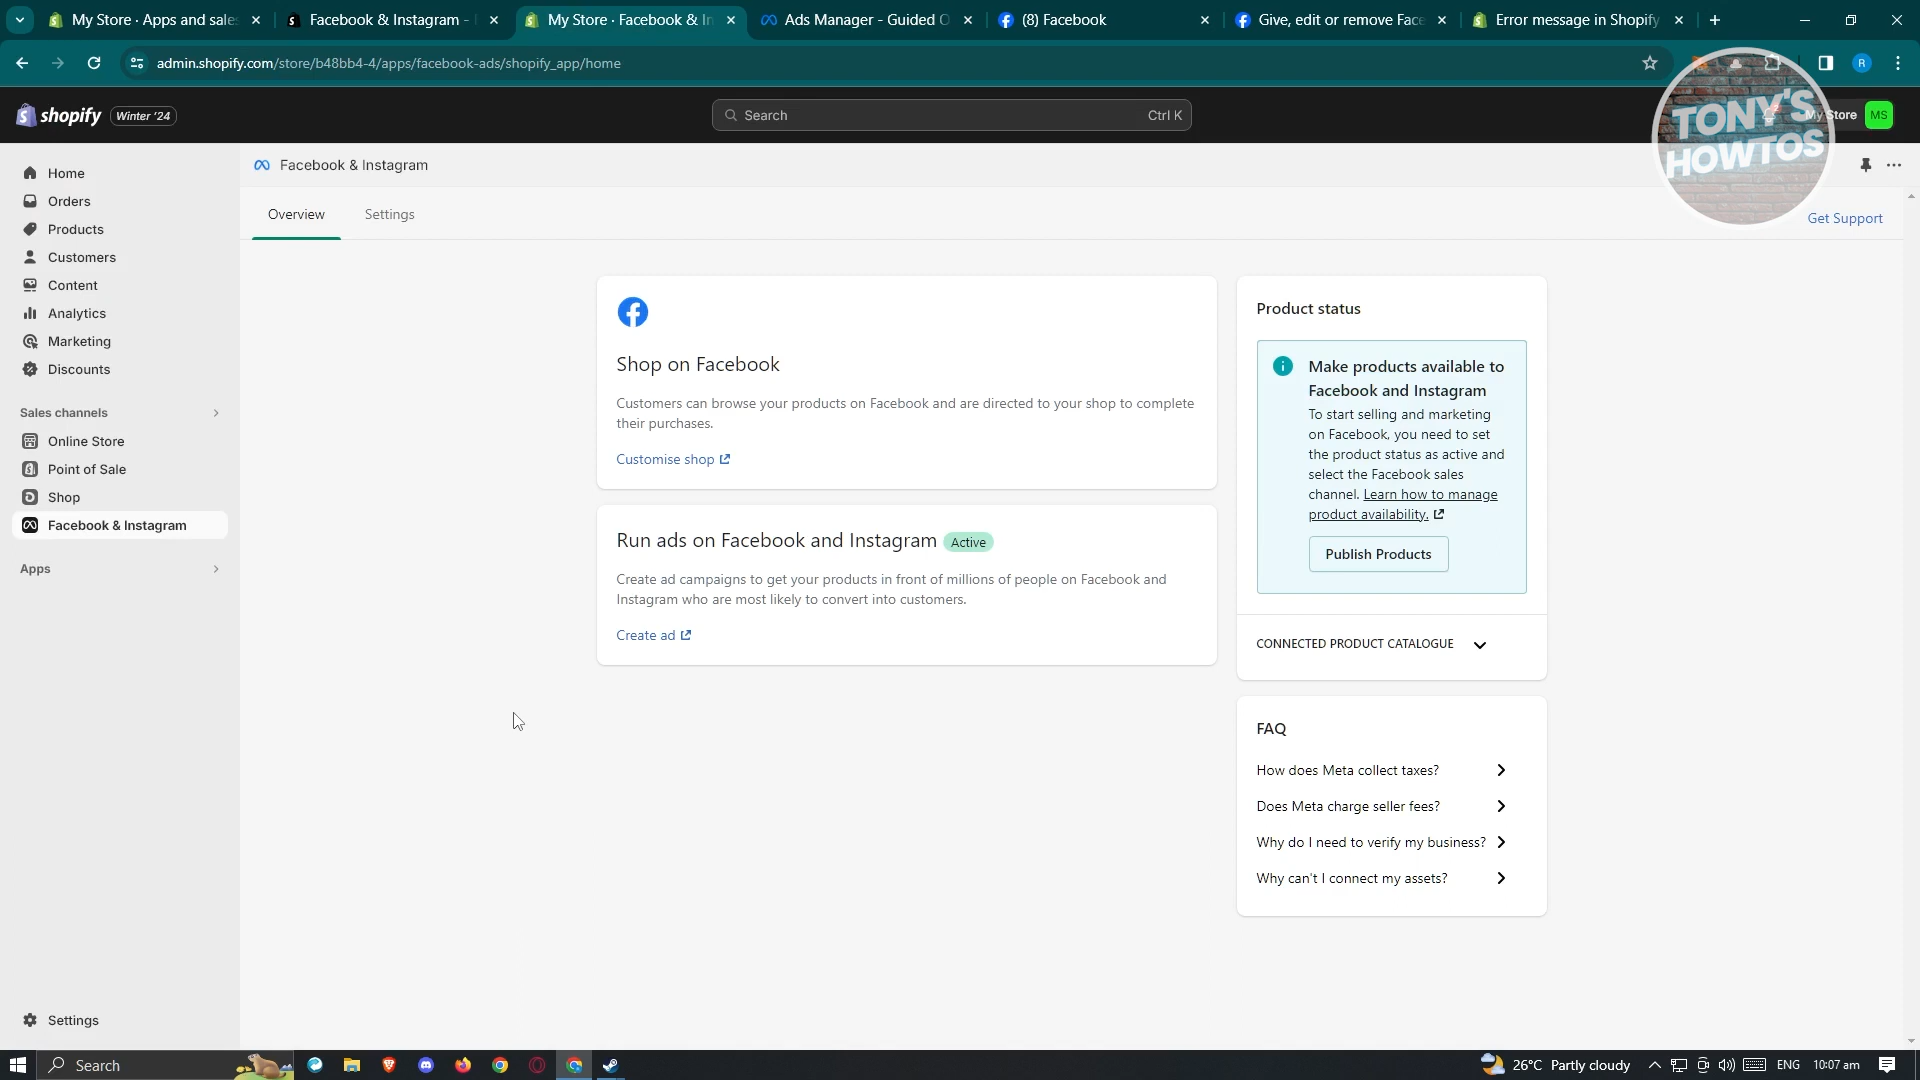 My Store · Apps and sales
Facebook & Instagram -
My Store · Facebook & In
Ads Manager - Guided O
(8) Facebook
Give, edit or remove Face
Error message in Shopify
admin.shopify.com/store/b48bb4-4/apps/facebook-ads/shopify_app/home
R
shopify
Winter '24
Search
Ctrl K
My Store
MS
TONY'S
HOWTOS
Home
Orders
Products
Customers
Content
Analytics
Marketing
Discounts
Sales channels
Online Store
Point of Sale
Shop
Facebook & Instagram
Apps
Settings
Facebook & Instagram
Overview
Settings
Get Support
Shop on Facebook
Customers can browse your products on Facebook and are directed to your shop to complete
their purchases.
Customise shop
Run ads on Facebook and Instagram
Active
Create ad campaigns to get your products in front of millions of people on Facebook and
Instagram who are most likely to convert into customers.
Create ad
Product status
Make products available to
Facebook and Instagram
To start selling and marketing
on Facebook, you need to set
the product status as active and
select the Facebook sales
channel. Learn how to manage
product availability.
Publish Products
CONNECTED PRODUCT CATALOGUE
FAQ
How does Meta collect taxes?
Does Meta charge seller fees?
Why do I need to verify my business?
Why can't I connect my assets?
Search
26°C Partly cloudy
ENG
10:07 am